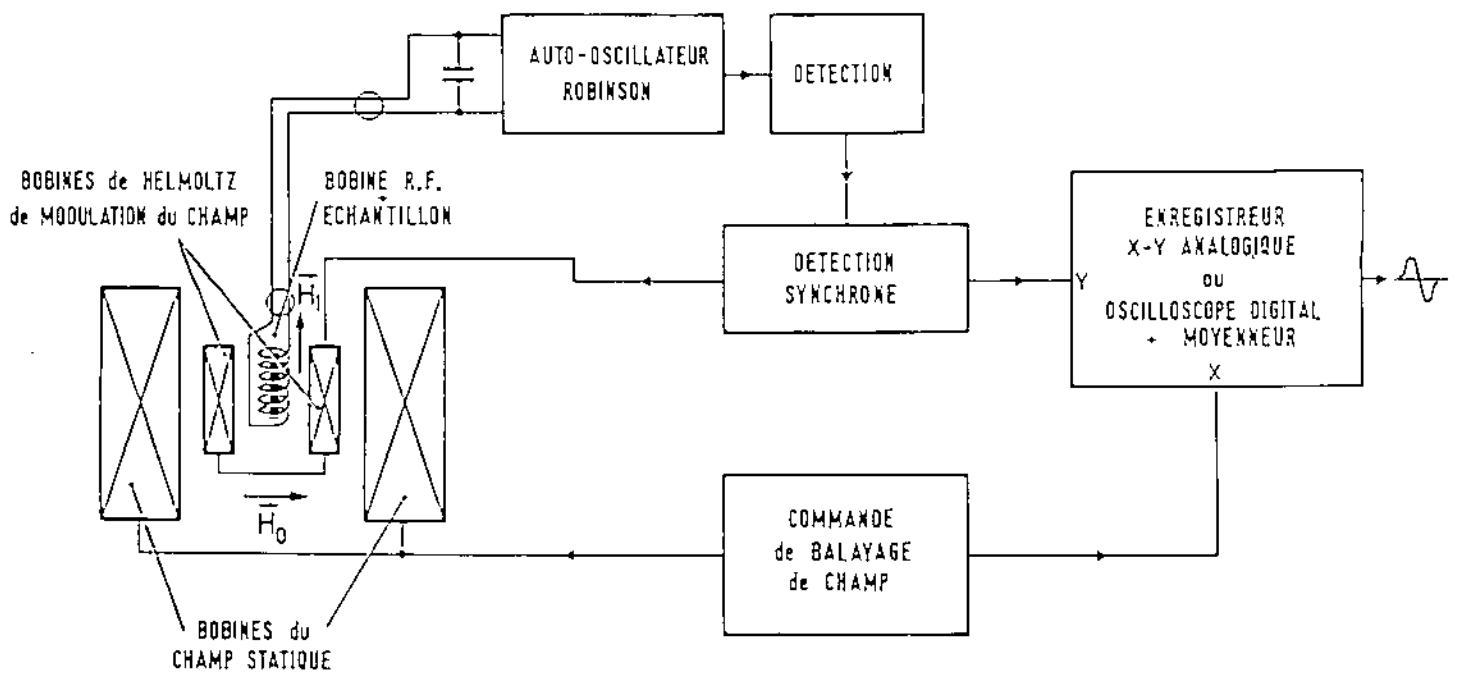 AUTO-OSCILLATEUR
ROBINSON
DETECTION
BOBINES de HELMOLTZ
de MODULATION du CHAMP
BOBINE R.F.
+
ECHANTILLON
H₁
DETECTION
SYNCHRONE
Y
ENREGISTREUR
X-Y ANALOGIQUE
ou
OSCILLOSCOPE DIGITAL
+ MOYENNEUR
X
H₀
COMMANDE
de BALAYAGE
de CHAMP
BOBINES du
CHAMP STATIQUE